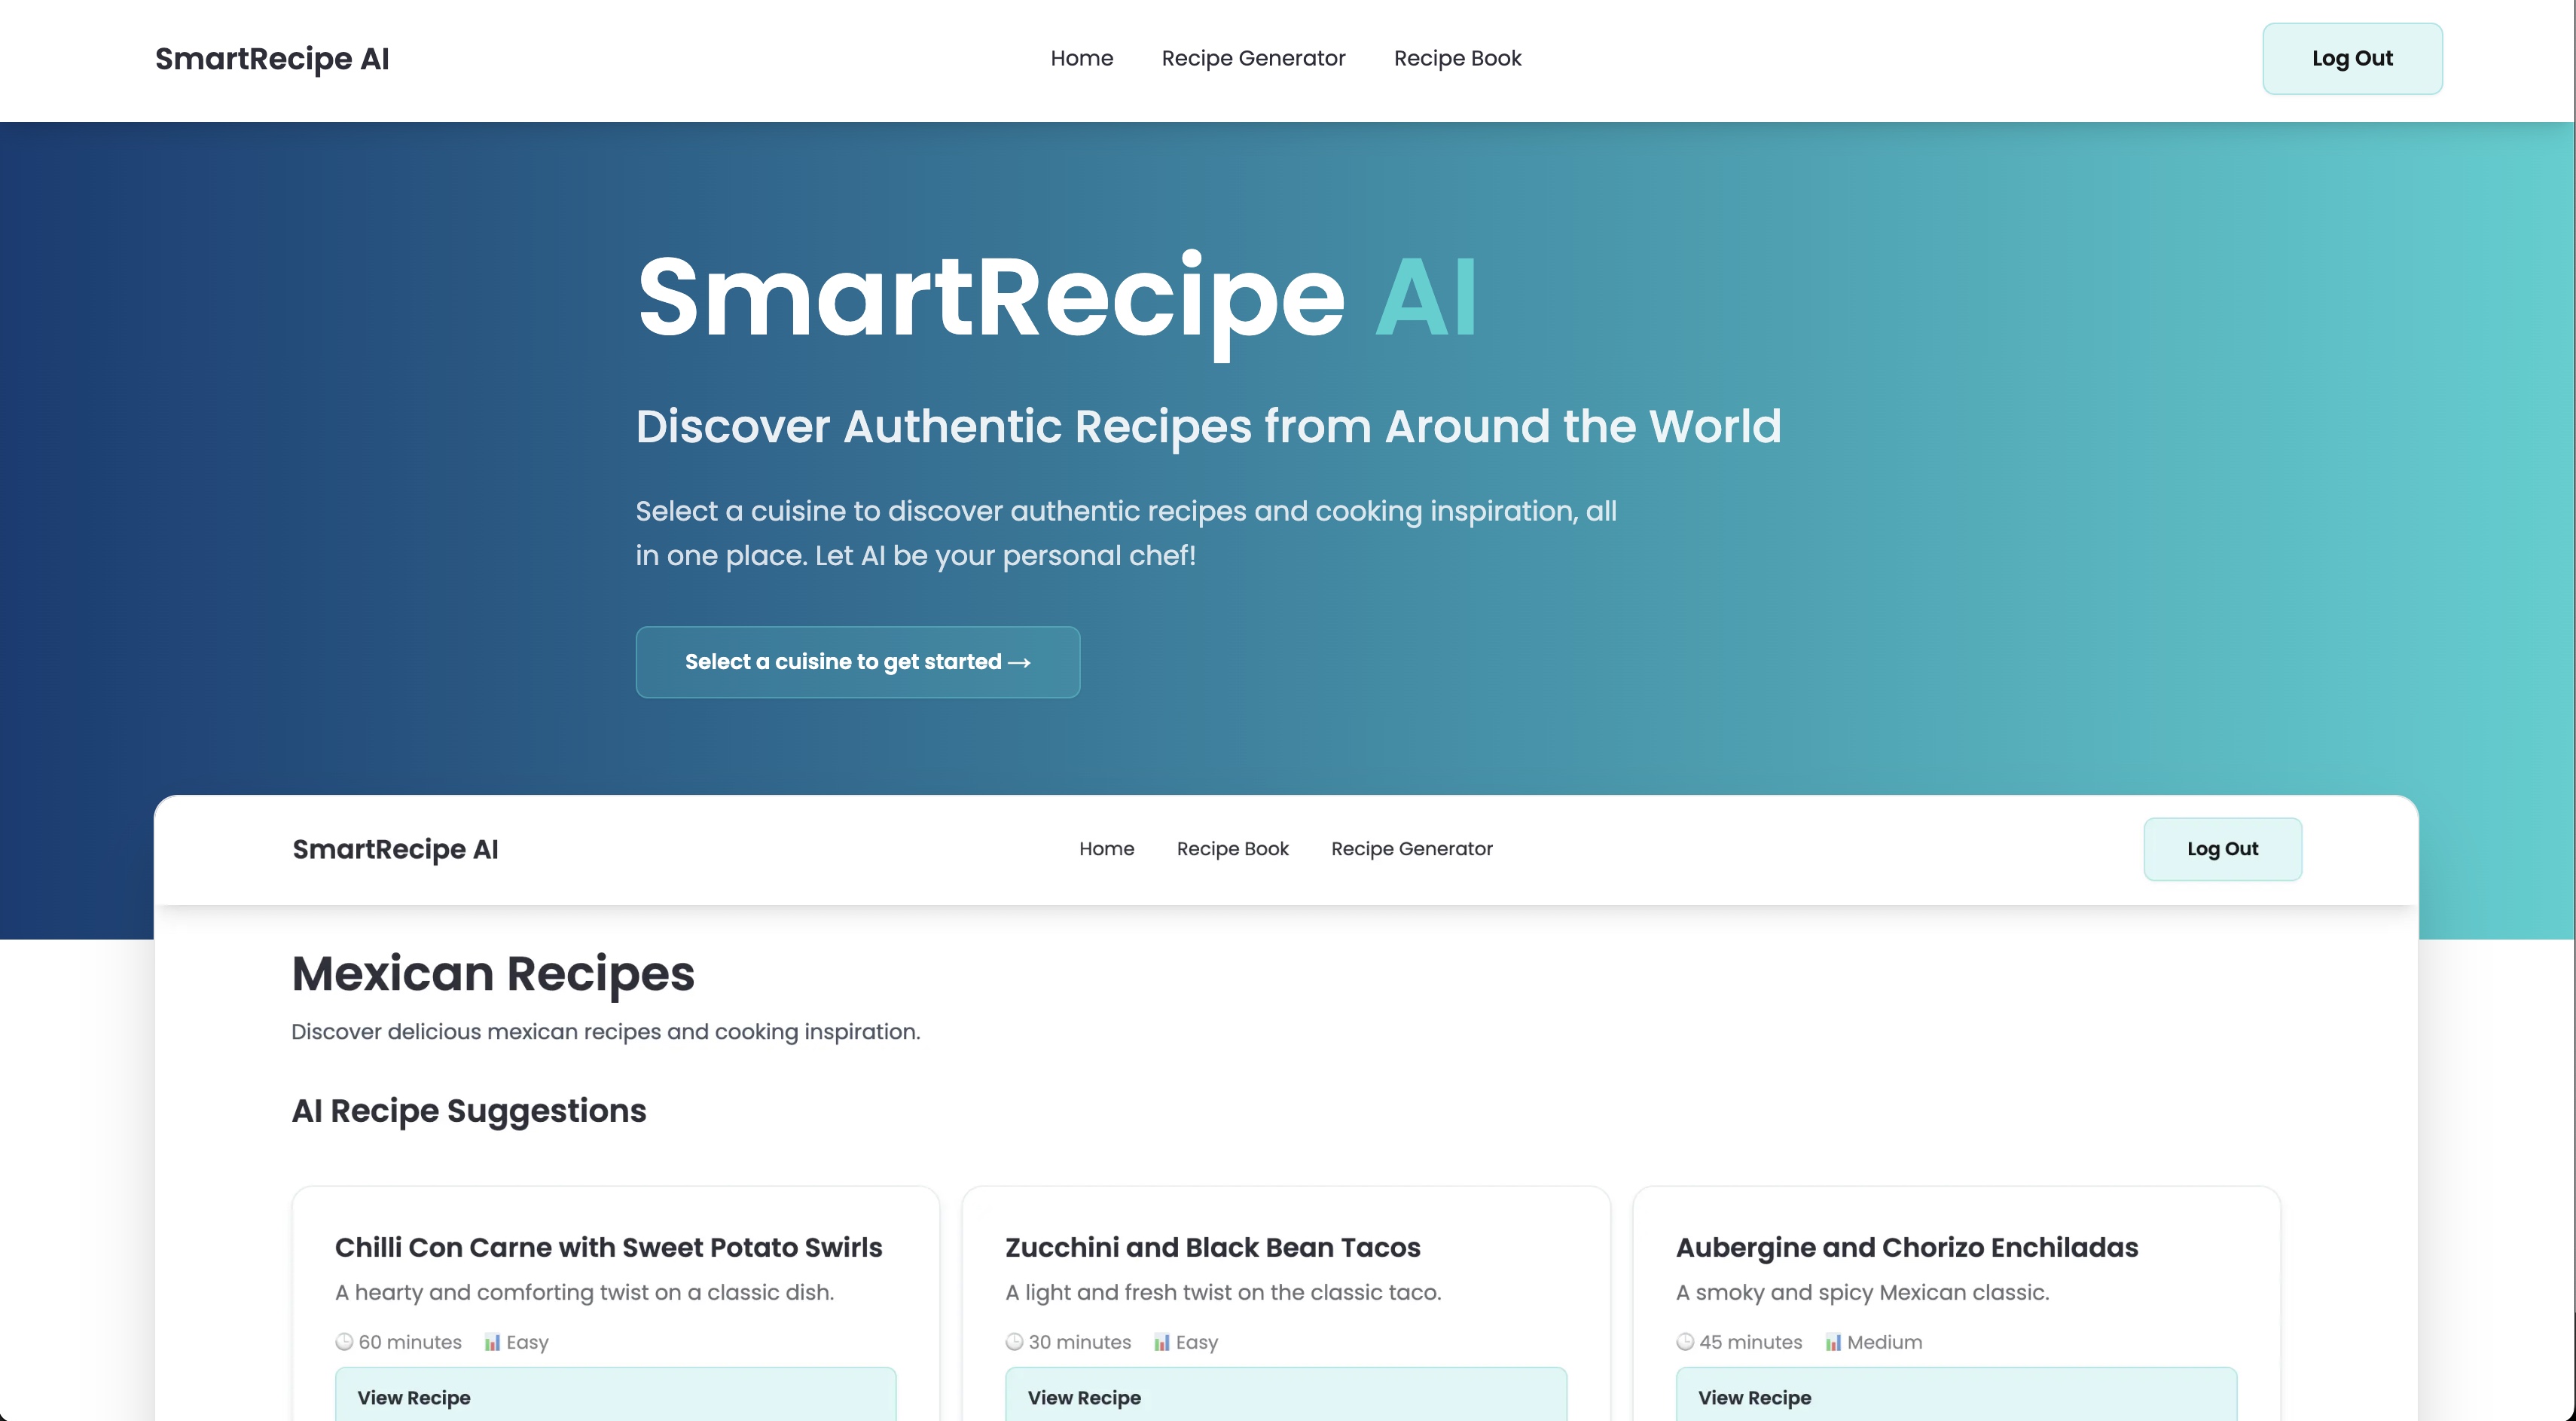 SmartRecipe AI
Home Recipe Generator Recipe Book
Log Out
SmartRecipe AI
Discover Authentic Recipes from Around the World
Select a cuisine to discover authentic recipes and cooking inspiration, all
in one place. Let AI be your personal chef!
Select a cuisine to get started →
SmartRecipe AI
Home Recipe Book Recipe Generator
Log Out
Mexican Recipes
Discover delicious mexican recipes and cooking inspiration.
AI Recipe Suggestions
Chilli Con Carne with Sweet Potato Swirls
A hearty and comforting twist on a classic dish.
60 minutes Easy
View Recipe
Zucchini and Black Bean Tacos
A light and fresh twist on the classic taco.
30 minutes Easy
View Recipe
Aubergine and Chorizo Enchiladas
A smoky and spicy Mexican classic.
45 minutes Medium
View Recipe